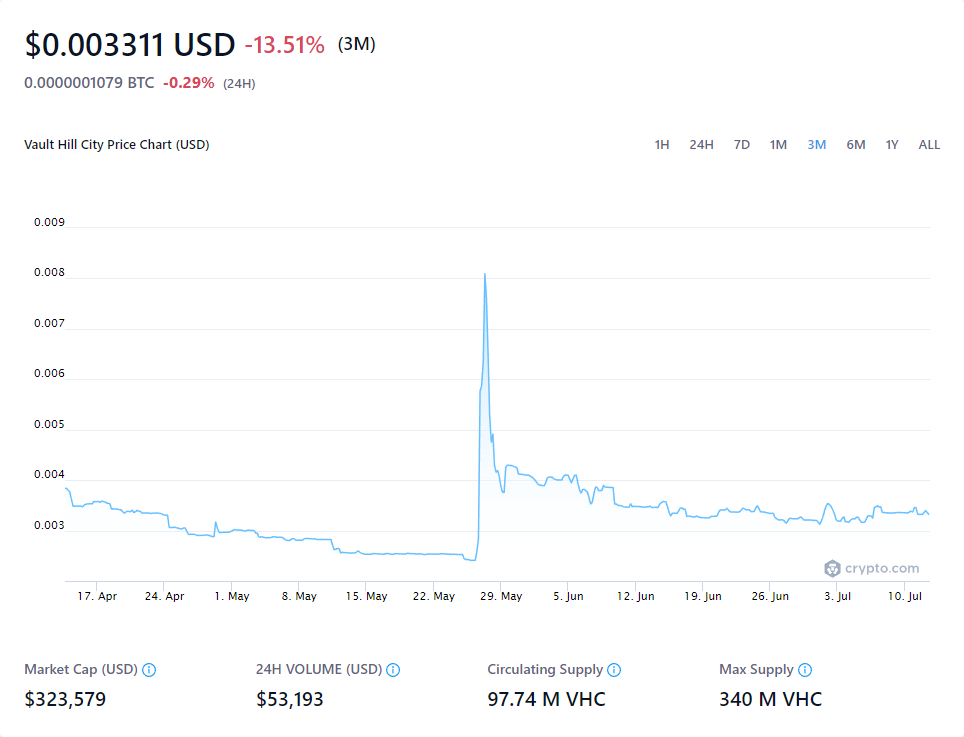 $0.003311 USD -13.51% (3M)
0.0000001079 BTC -0.29% (24H)
Vault Hill City Price Chart (USD) 1H 24H 7D 1M 3M 6M 1Y ALL
0.009
0.008
0.007
0.006
0.005
0.004
0.003
crypto.com
17. Apr 24. Apr 1. May 8. May 15. May 22. May 29. May 5. Jun 12. Jun 19. Jun 26. Jun 3. Jul 10. Jul
Market Cap (USD) 24H VOLUME (USD) Circulating Supply Max Supply
$323,579 $53,193 97.74 M VHC 340 M VHC